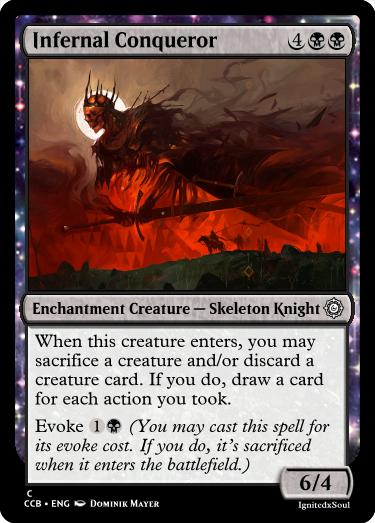 Infernal Conqueror 4
Enchantment Creature — Skeleton Knight
When this creature enters, you may
sacrifice a creature and/or discard a
creature card. If you do, draw a card
for each action you took.
Evoke 1 (You may cast this spell for
its evoke cost. If you do, it's sacrificed
when it enters the battlefield.)
6/4
C
CCB • ENG DOMINIK MAYER
IgnitedxSoul